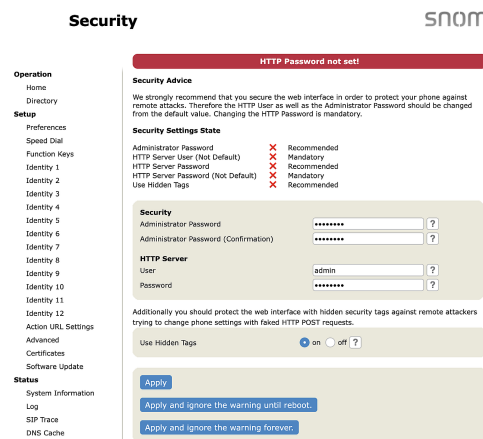 Security
snom
HTTP Password not set!
Operation
Home
Directory
Setup
Preferences
Speed Dial
Function Keys
Identity 1
Identity 2
Identity 3
Identity 4
Identity 5
Identity 6
Identity 7
Identity 8
Identity 9
Identity 10
Identity 11
Identity 12
Action URL Settings
Advanced
Certificates
Software Update
Status
System Information
Log
SIP Trace
DNS Cache
Security Advice
We strongly recommend that you secure the web interface in order to protect your phone against
remote attacks. Therefore the HTTP User as well as the Administrator Password should be changed
from the default value. Changing the HTTP Password is mandatory.
Security Settings State
Administrator Password ✗ Recommended
HTTP Server User (Not Default) ✗ Mandatory
HTTP Server Password ✗ Recommended
HTTP Server Password (Not Default) ✗ Mandatory
Use Hidden Tags ✗ Recommended
Security
Administrator Password •••••••• ?
Administrator Password (Confirmation) •••••••• ?
HTTP Server
User admin ?
Password •••••••• ?
Additionally you should protect the web interface with hidden security tags against remote attackers
trying to change phone settings with faked HTTP POST requests.
Use Hidden Tags on off ?
Apply
Apply and ignore the warning until reboot.
Apply and ignore the warning forever.